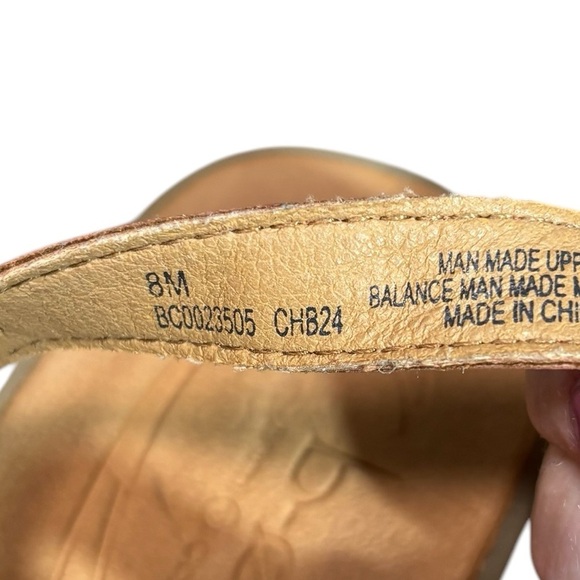 8M
BC0023505 CHB24
MAN MADE UPP
BALANCE MAN MADE M
MADE IN CHI